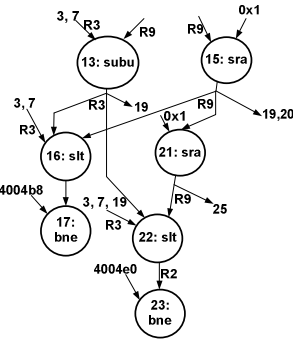 3, 7
R3
R9
R9
0x1
13: subu
15: sra
3, 7
R3
R3
19
R9
0x1
19,20
16: slt
21: sra
4004b8
3, 7, 19
R3
R9
25
17:
bne
22: slt
4004e0
R2
23:
bne